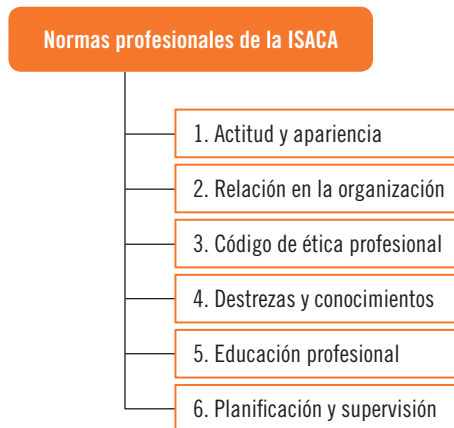 Normas profesionales de la ISACA
1. Actitud y apariencia
2. Relación en la organización
3. Código de ética profesional
4. Destrezas y conocimientos
5. Educación profesional
6. Planificación y supervisión